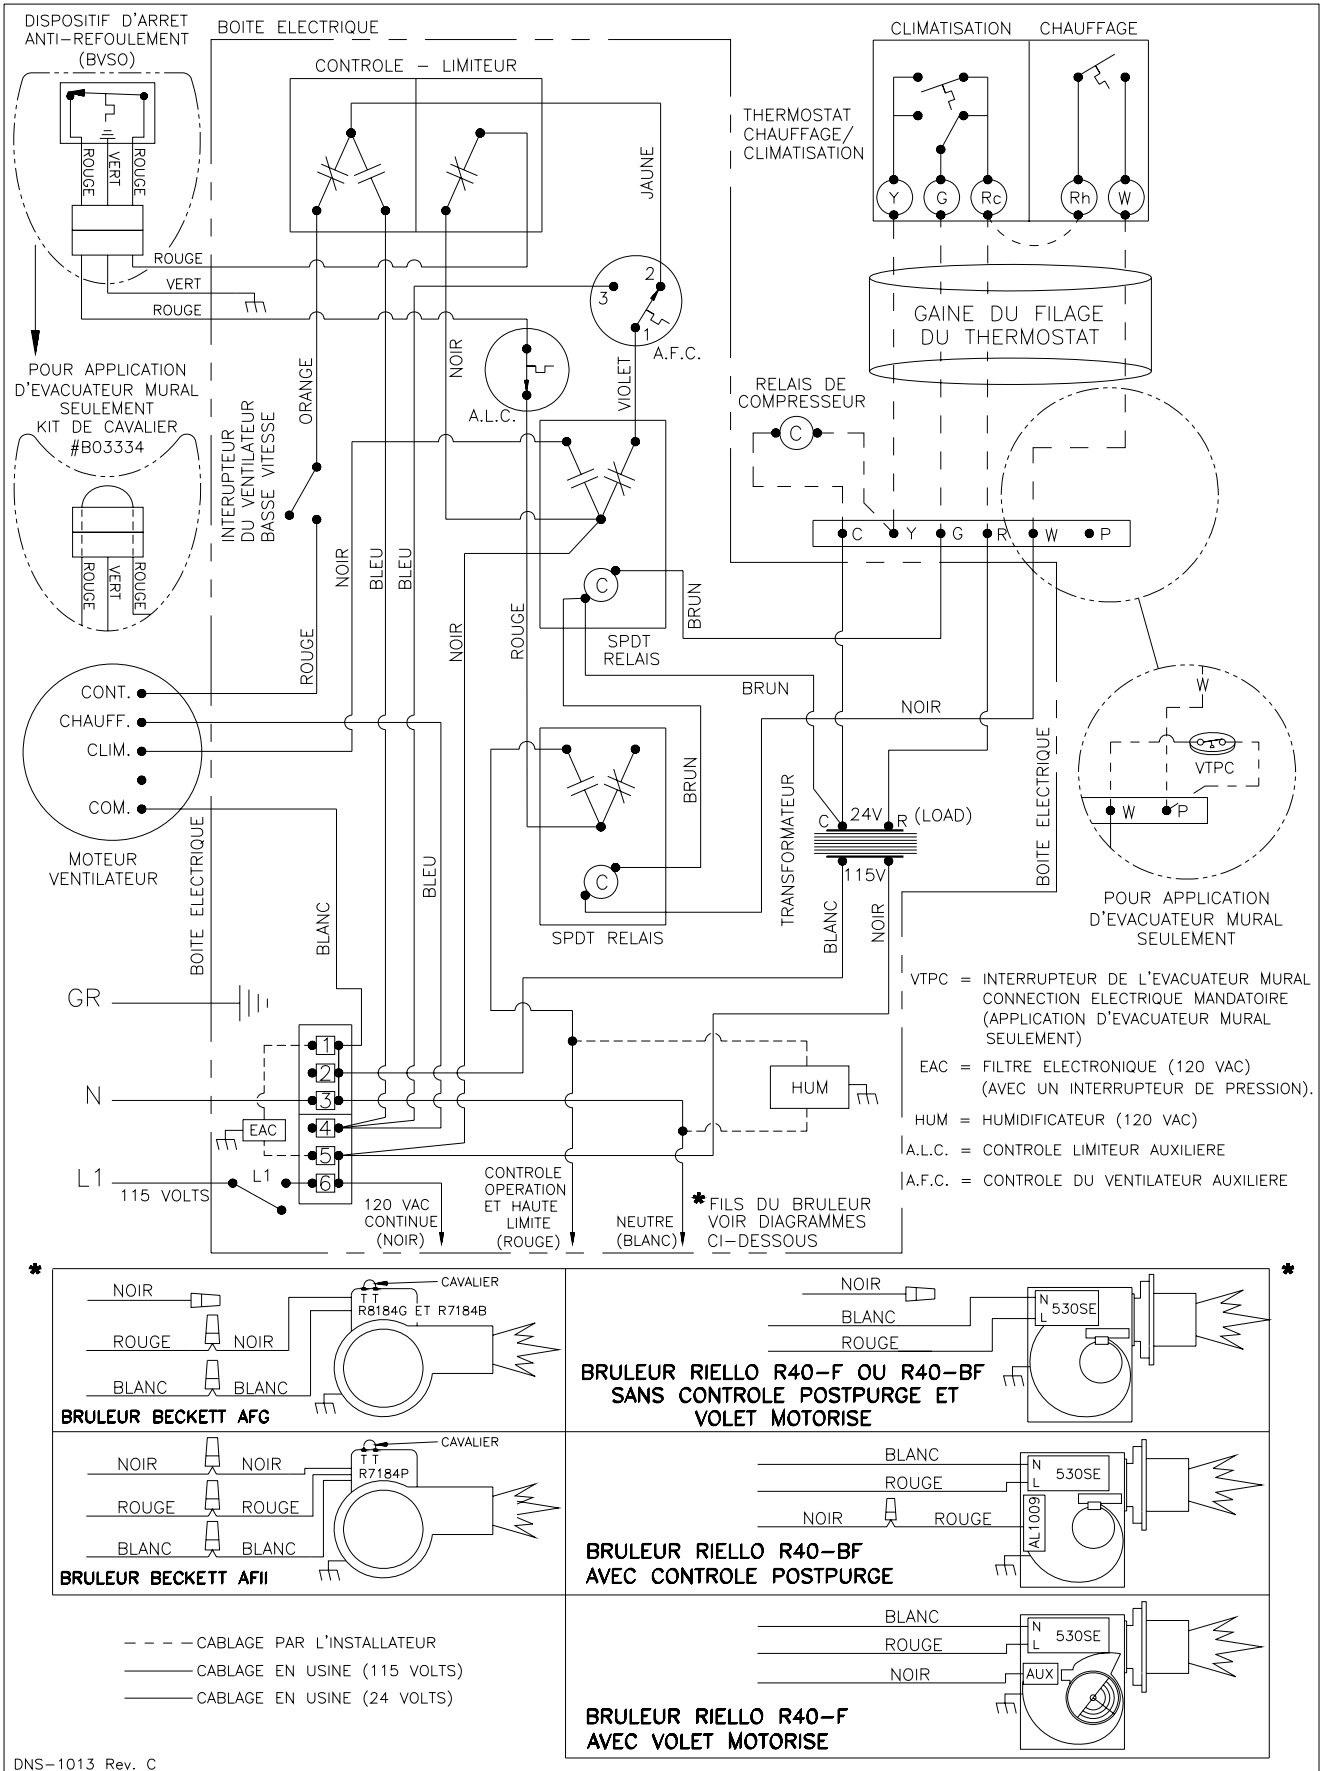 DISPOSITIF D'ARRET
ANTI-REFOULEMENT
(BVSO)
BOITE ELECTRIQUE
CONTROLE - LIMITEUR
CLIMATISATION
CHAUFFAGE
THERMOSTAT
CHAUFFAGE/
CLIMATISATION
ROUGE
VERT
ROUGE
JAUNE
Y
G
Rc
Rh
W
ROUGE
VERT
ROUGE
3
2
1
A.F.C.
GAINE DU FILAGE
DU THERMOSTAT
POUR APPLICATION
D'EVACUATEUR MURAL
SEULEMENT
KIT DE CAVALIER
#B03334
ORANGE
NOIR
A.L.C.
VIOLET
RELAIS DE
COMPRESSEUR
C
INTERUPTEUR
DU VENTILATEUR
BASSE VITESSE
C
Y
G
R
W
P
ROUGE
VERT
ROUGE
NOIR
BLEU
BLEU
NOIR
ROUGE
C
BRUN
SPDT
RELAIS
ROUGE
BRUN
NOIR
CONT.
CHAUFF.
CLIM.
COM.
MOTEUR
VENTILATEUR
BRUN
W
VTPC
W
P
TRANSFORMATEUR
C
24V
R
(LOAD)
115V
BOITE ELECTRIQUE
BOITE ELECTRIQUE
BLANC
BLEU
C
SPDT RELAIS
BLANC
NOIR
POUR APPLICATION
D'EVACUATEUR MURAL
SEULEMENT
VTPC = INTERRUPTEUR DE L'EVACUATEUR MURAL
CONNECTION ELECTRIQUE MANDATOIRE
(APPLICATION D'EVACUATEUR MURAL
SEULEMENT)
EAC = FILTRE ELECTRONIQUE (120 VAC)
(AVEC UN INTERRUPTEUR DE PRESSION).
HUM = HUMIDIFICATEUR (120 VAC)
A.L.C. = CONTROLE LIMITEUR AUXILIERE
A.F.C. = CONTROLE DU VENTILATEUR AUXILIERE
GR
1
2
N
3
HUM
EAC
4
5
L1
115 VOLTS
L1
6
120 VAC
CONTINUE
(NOIR)
CONTROLE
OPERATION
ET HAUTE
LIMITE
(ROUGE)
NEUTRE
(BLANC)
*FILS DU BRULEUR
VOIR DIAGRAMMES
CI-DESSOUS
*
*
NOIR
CAVALIER
T T
R8184G ET R7184B
ROUGE
NOIR
BLANC
BLANC
BRULEUR BECKETT AFG
NOIR
BLANC
ROUGE
N
L
530SE
BRULEUR RIELLO R40-F OU R40-BF
SANS CONTROLE POSTPURGE ET
VOLET MOTORISE
CAVALIER
T T
R7184P
NOIR
NOIR
ROUGE
ROUGE
BLANC
BLANC
BRULEUR BECKETT AFII
BLANC
ROUGE
NOIR
ROUGE
N
L
530SE
AL1009
BRULEUR RIELLO R40-BF
AVEC CONTROLE POSTPURGE
BLANC
ROUGE
NOIR
N
L
530SE
AUX
BRULEUR RIELLO R40-F
AVEC VOLET MOTORISE
CABLAGE PAR L'INSTALLATEUR
CABLAGE EN USINE (115 VOLTS)
CABLAGE EN USINE (24 VOLTS)
DNS-1013 Rev. C